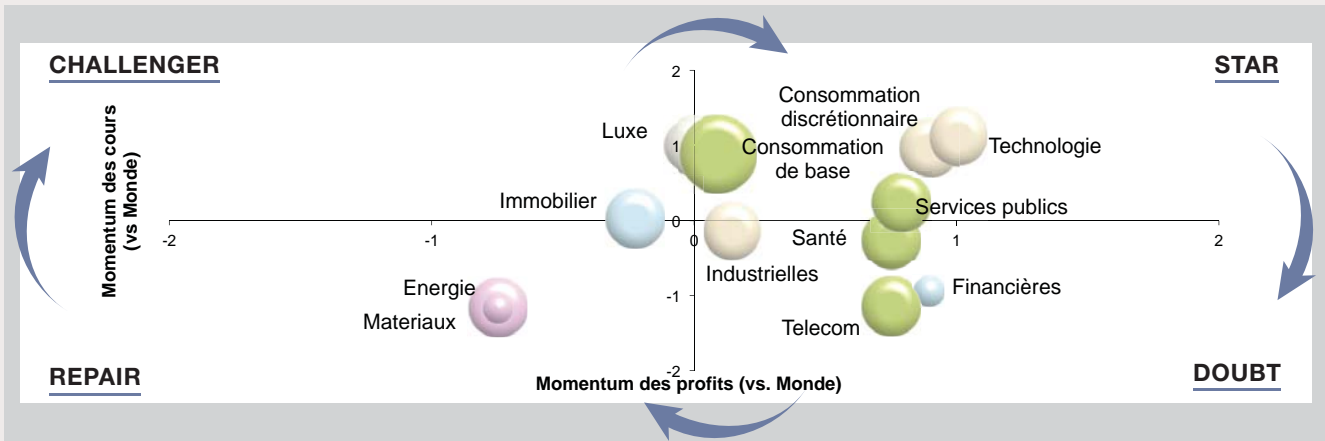 CHALLENGER
STAR
Momentum des cours
(vs Monde)
2
1
0
-1
-2
-2
-1
0
1
2
Consommation
discrétionnaire
Luxe
Consommation
de base
Technologie
Immobilier
Services publics
Santé
Industrielles
Energie
Materiaux
Financières
Telecom
REPAIR
Momentum des profits (vs. Monde)
DOUBT